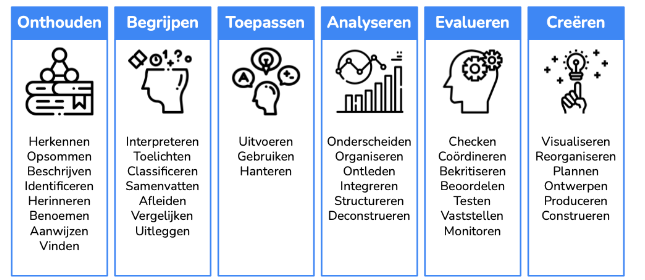 Onthouden
Herkennen
Opsommen
Beschrijven
Identificeren
Herinneren
Benoemen
Aanwijzen
Vinden
Begrijpen
Interpreteren
Toelichten
Classificeren
Samenvatten
Afleiden
Vergelijken
Uitleggen
Toepassen
Uitvoeren
Gebruiken
Hanteren
Analyseren
Onderscheiden
Organiseren
Ontleden
Integreren
Structureren
Deconstrueren
Evalueren
Checken
Coördineren
Bekritiseren
Beoordelen
Testen
Vaststellen
Monitoren
Creëren
Visualiseren
Reorganiseren
Plannen
Ontwerpen
Produceren
Construeren